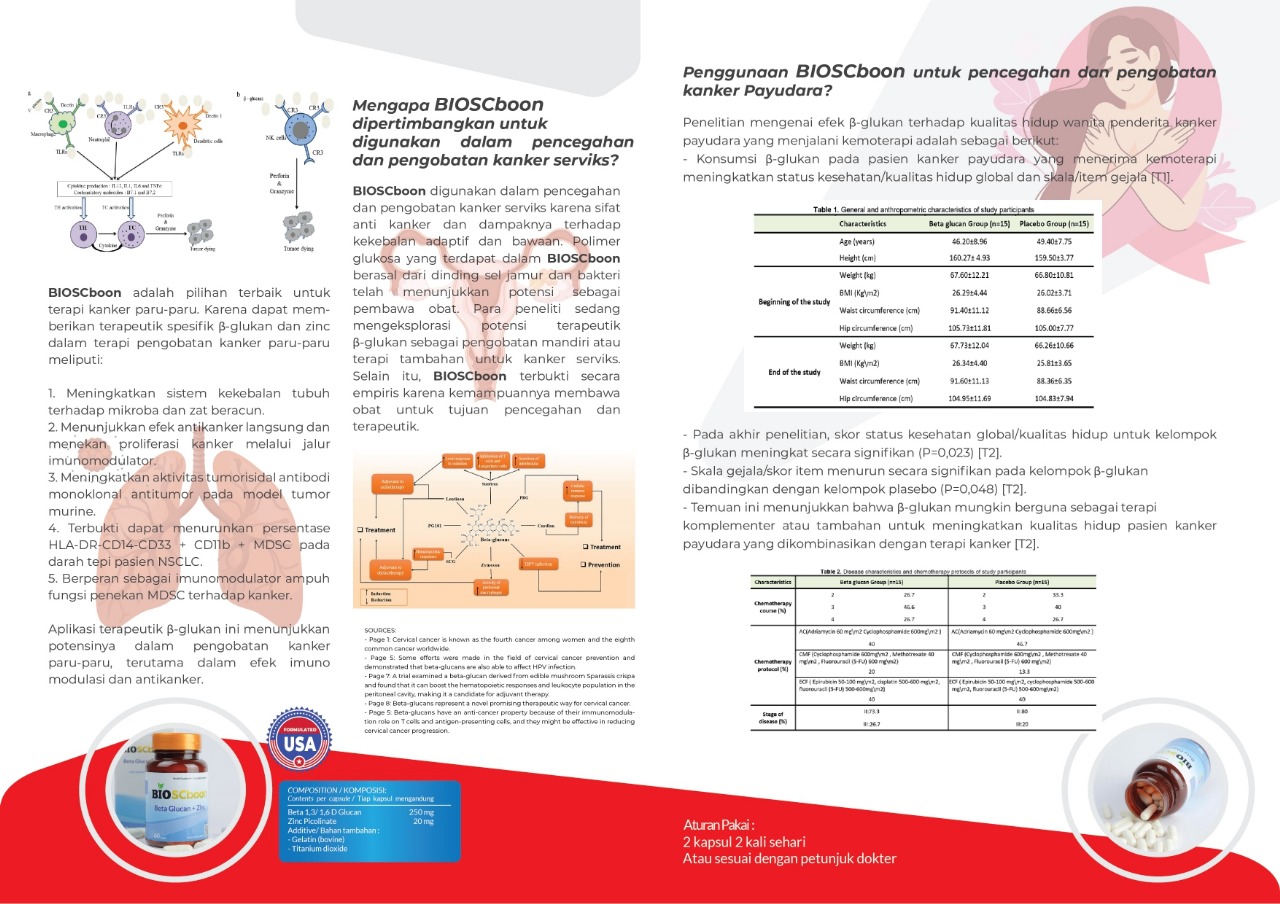 a
β-glucan
Dectin
CR3
Macrophage
TLRs
TLRs
CR3
Neutrophil
CR3
Dectin 1
Dendritic cells
TLRs
Cytokine production : IL-12, IL1, IL6 and TNFα
Costimulatory molecules : B7.1 and B7.2
TH activation
TC activation
TH
TC
Cytokine
Perforin
&
Granzyme
Tumor dying
b
β-glucan
CR3
CR3
NK cells
CR3
Perforin
&
Granzyme
Tumor dying
BIOSCboon adalah pilihan terbaik untuk
terapi kanker paru-paru. Karena dapat mem-
berikan terapeutik spesifik β-glukan dan zinc
dalam terapi pengobatan kanker paru-paru
meliputi:
1. Meningkatkan sistem kekebalan tubuh
terhadap mikroba dan zat beracun.
2. Menunjukkan efek antikanker langsung dan
menekan proliferasi kanker melalui jalur
imunomodulator.
3. Meningkatkan aktivitas tumorisidal antibodi
monoklonal antitumor pada model tumor
murine.
4. Terbukti dapat menurunkan persentase
HLA-DR-CD14-CD33 + CD11b + MDSC pada
darah tepi pasien NSCLC.
5. Berperan sebagai imunomodulator ampuh
fungsi penekan MDSC terhadap kanker.
Aplikasi terapeutik β-glukan ini menunjukkan
potensinya dalam pengobatan kanker
paru-paru, terutama dalam efek imuno
modulasi dan antikanker.
Mengapa BIOSCboon
dipertimbangkan untuk
digunakan dalam pencegahan
dan pengobatan kanker serviks?
BIOSCboon digunakan dalam pencegahan
dan pengobatan kanker serviks karena sifat
anti kanker dan dampaknya terhadap
kekebalan adaptif dan bawaan. Polimer
glukosa yang terdapat dalam BIOSCboon
berasal dari dinding sel jamur dan bakteri
telah menunjukkan potensi sebagai
pembawa obat. Para peneliti sedang
mengeksplorasi potensi terapeutik
β-glukan sebagai pengobatan mandiri atau
terapi tambahan untuk kanker serviks.
Selain itu, BIOSCboon terbukti secara
empiris karena kemampuannya membawa
obat untuk tujuan pencegahan dan
terapeutik.
Adjuvant to
Lentinan
PBG
Treatment
PG101
Curdlan
Beta-glucans
Treatment
Prevention
SCG
Zymosan
HPV infection
Adjuvant to
Induction
Reduction
SOURCES:
- Page 1: Cervical cancer is known as the fourth cancer among women and the eighth
common cancer worldwide.
- Page 5: Some efforts were made in the field of cervical cancer prevention and
demonstrated that beta-glucans are also able to affect HPV infection.
- Page 7: A trial examined a beta-glucan derived from edible mushroom Sparassis crispa
and found that it can boost the hematopoietic responses and leukocyte population in the
peritoneal cavity, making it a candidate for adjuvant therapy.
- Page 8: Beta-glucans represent a novel promising therapeutic way for cervical cancer.
- Page 5: Beta-glucans have an anti-cancer property because of their immunomodula-
tion role on T cells and antigen-presenting cells, and they might be effective in reducing
cervical cancer progression.
FORMULATED
USA
BIOSCboon
Beta Glucan + Zinc
COMPOSITION / KOMPOSISI:
Contents per capsule / Tiap kapsul mengandung
Beta 1,3/ 1,6 D Glucan 250 mg
Zinc Picolinate 20 mg
Additive/ Bahan tambahan :
- Gelatin (bovine)
- Titanium dioxide
Penggunaan BIOSCboon untuk pencegahan dan pengobatan
kanker Payudara?
Penelitian mengenai efek β-glukan terhadap kualitas hidup wanita penderita kanker
payudara yang menjalani kemoterapi adalah sebagai berikut:
- Konsumsi β-glukan pada pasien kanker payudara yang menerima kemoterapi
meningkatkan status kesehatan/kualitas hidup global dan skala/item gejala [T1].
Table 1. General and anthropometric characteristics of study participants
Characteristics Beta glucan Group (n=15) Placebo Group (n=15)
Age (years) 46.20±8.96 49.40±7.75
Height (cm) 160.27± 4.93 159.50±3.77
Beginning of the study
Weight (kg) 67.60±12.21 66.80±10.81
BMI (Kg\m2) 26.29±4.44 26.02±3.71
Waist circumference (cm) 91.40±11.12 88.66±6.56
Hip circumference (cm) 105.73±11.81 105.00±7.77
End of the study
Weight (kg) 67.73±12.04 66.26±10.66
BMI (Kg\m2) 26.34±4.40 25.81±3.65
Waist circumference (cm) 91.60±11.13 88.36±6.35
Hip circumference (cm) 104.95±11.69 104.83±7.94
- Pada akhir penelitian, skor status kesehatan global/kualitas hidup untuk kelompok
β-glukan meningkat secara signifikan (P=0,023) [T2].
- Skala gejala/skor item menurun secara signifikan pada kelompok β-glukan
dibandingkan dengan kelompok plasebo (P=0,048) [T2].
- Temuan ini menunjukkan bahwa β-glukan mungkin berguna sebagai terapi
komplementer atau tambahan untuk meningkatkan kualitas hidup pasien kanker
payudara yang dikombinasikan dengan terapi kanker [T2].
Table 2. Disease characteristics and chemotherapy protocols of study participants
Characteristics Beta glucan Group (n=15) Placebo Group (n=15)
Chemotherapy
course (%)
2 26.7 2 33.3
3 46.6 3 40
4 26.7 4 26.7
Chemotherapy
protocol (%)
AC(Adriamycin 60 mg\m2 Cyclophosphamide 600mg\m2 ) AC(Adriamycin 60 mg\m2 Cyclophosphamide 600mg\m2 )
40 46.7
CMF (Cyclophosphamide 600mg\m2 , Methotrexate 40 CMF (Cyclophosphamide 600mg\m2 , Methotrexate 40
mg\m2 , Fluorouracil (5-FU) 600 mg\m2) mg\m2 , Fluorouracil (5-FU) 600 mg\m2)
20 13.3
ECF ( Epirubicin 50-100 mg\m2, cisplatin 500-600 mg\m2, ECF ( Epirubicin 50-100 mg\m2, cyclophosphamide 500-600
fluorouracil (5-FU) 500-600mg\m2) mg\m2, fluorouracil (5-FU) 500-600mg\m2)
40 40
Stage of
disease (%)
II:73.3 II:80
III:26.7 III:20
Aturan Pakai :
2 kapsul 2 kali sehari
Atau sesuai dengan petunjuk dokter
BIOSCboon